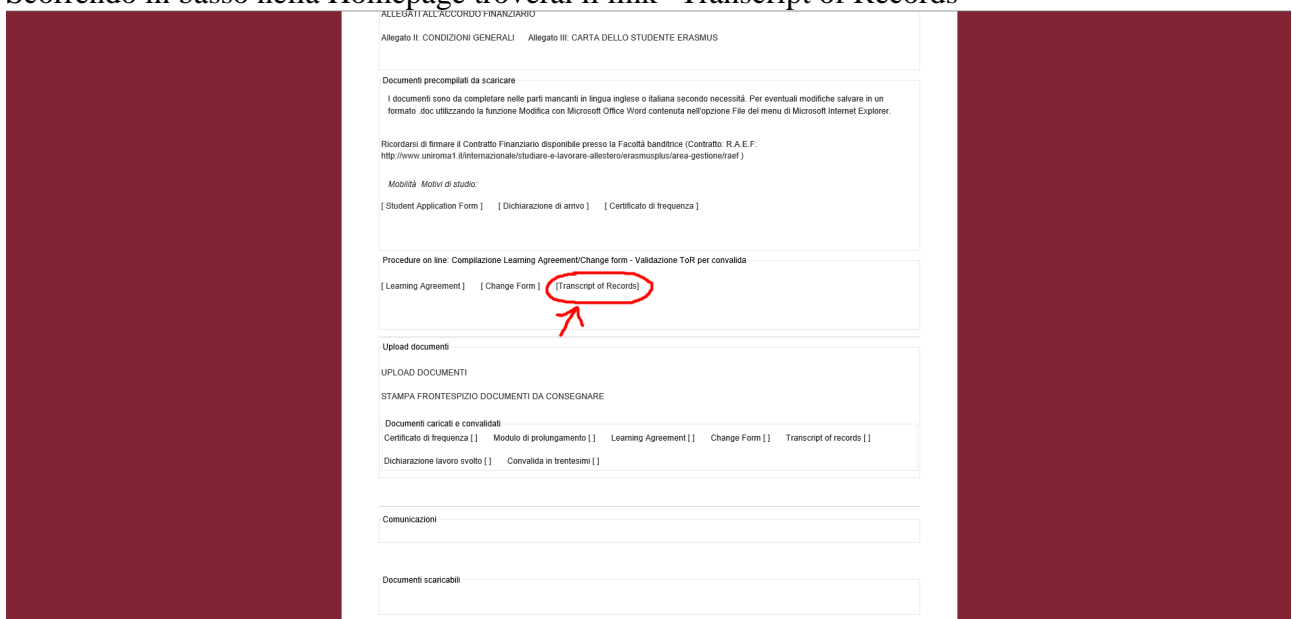 Scorrendo in basso nella Homepage troverai il link "Transcript of Records"
ALLEGATI ALL'ACCORDO FINANZIARIO
Allegato II: CONDIZIONI GENERALI Allegato III: CARTA DELLO STUDENTE ERASMUS
Documenti precompilati da scaricare
I documenti sono da completare nelle parti mancanti in lingua inglese o italiana secondo necessità. Per eventuali modifiche salvare in un
formato .doc utilizzando la funzione Modifica con Microsoft Office Word contenuta nell'opzione File del menu di Microsoft Internet Explorer.
Ricordarsi di firmare il Contratto Finanziario disponibile presso la Facoltà banditrice (Contratto: R.A.E.F:
http://www.uniroma1.it/internazionale/studiare-e-lavorare-allestero/erasmusplus/area-gestione/raef )
Mobilità Motivi di studio:
[ Student Application Form ] [ Dichiarazione di arrivo ] [ Certificato di frequenza ]
Procedure on line: Compilazione Learning Agreement/Change form - Validazione ToR per convalida
[ Learning Agreement ] [ Change Form ] [Transcript of Records]
Upload documenti
UPLOAD DOCUMENTI
STAMPA FRONTESPIZIO DOCUMENTI DA CONSEGNARE
Documenti caricati e convalidati
Certificato di frequenza [ ] Modulo di prolungamento [ ] Learning Agreement [ ] Change Form [ ] Transcript of records [ ]
Dichiarazione lavoro svolto [ ] Convalida in trentesimi [ ]
Comunicazioni
Documenti scaricabili